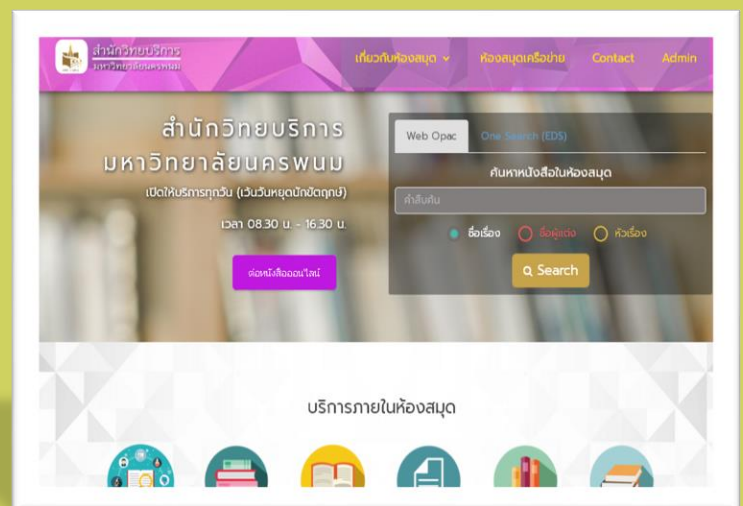 สำนักวิทยบริการ
มหาวิทยาลัยนครพนม
เกี่ยวกับห้องสมุด
ห้องสมุดเครือข่าย
Contact
Admin
สำนักวิทยบริการ
มหาวิทยาลัยนครพนม
เปิดให้บริการทุกวัน (เว้นวันหยุดนักขัตฤกษ์)
เวลา 08.30 น. - 16.30 น.
ต่อหนังสือออนไลน์
Web Opac
One Search (EDS)
ค้นหาหนังสือในห้องสมุด
คำสืบค้น
ชื่อเรื่อง
ชื่อผู้แต่ง
หัวเรื่อง
Search
บริการภายในห้องสมุด